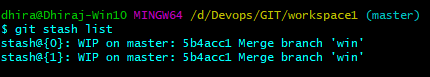 dhira@Dhiraj-Win10 MINGW64 /d/Devops/GIT/workspace1 (master)
$ git stash list
stash@{0}: WIP on master: 5b4acc1 Merge branch 'win'
stash@{1}: WIP on master: 5b4acc1 Merge branch 'win'